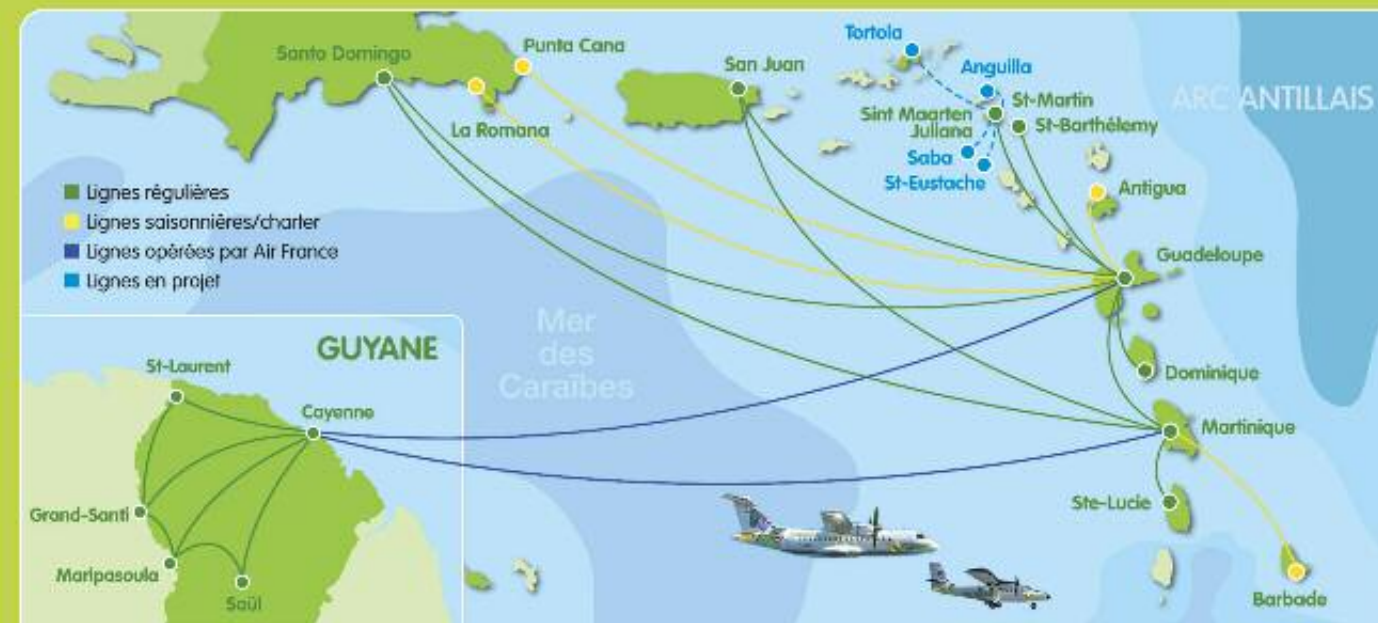 Santo Domingo
Punta Cana
La Romana
San Juan
Tortola
Anguilla
St-Martin
Sint Maarten
Juliana
St-Barthélemy
Saba
St-Eustache
ARC ANTILLAIS
Antigua
Lignes régulières
Lignes saisonnières/charter
Lignes opérées par Air France
Lignes en projet
Guadeloupe
Mer
des
Caraïbes
Dominique
Martinique
Ste-Lucie
Barbade
GUYANE
St-Laurent
Cayenne
Grand-Santi
Maripasoula
Saül